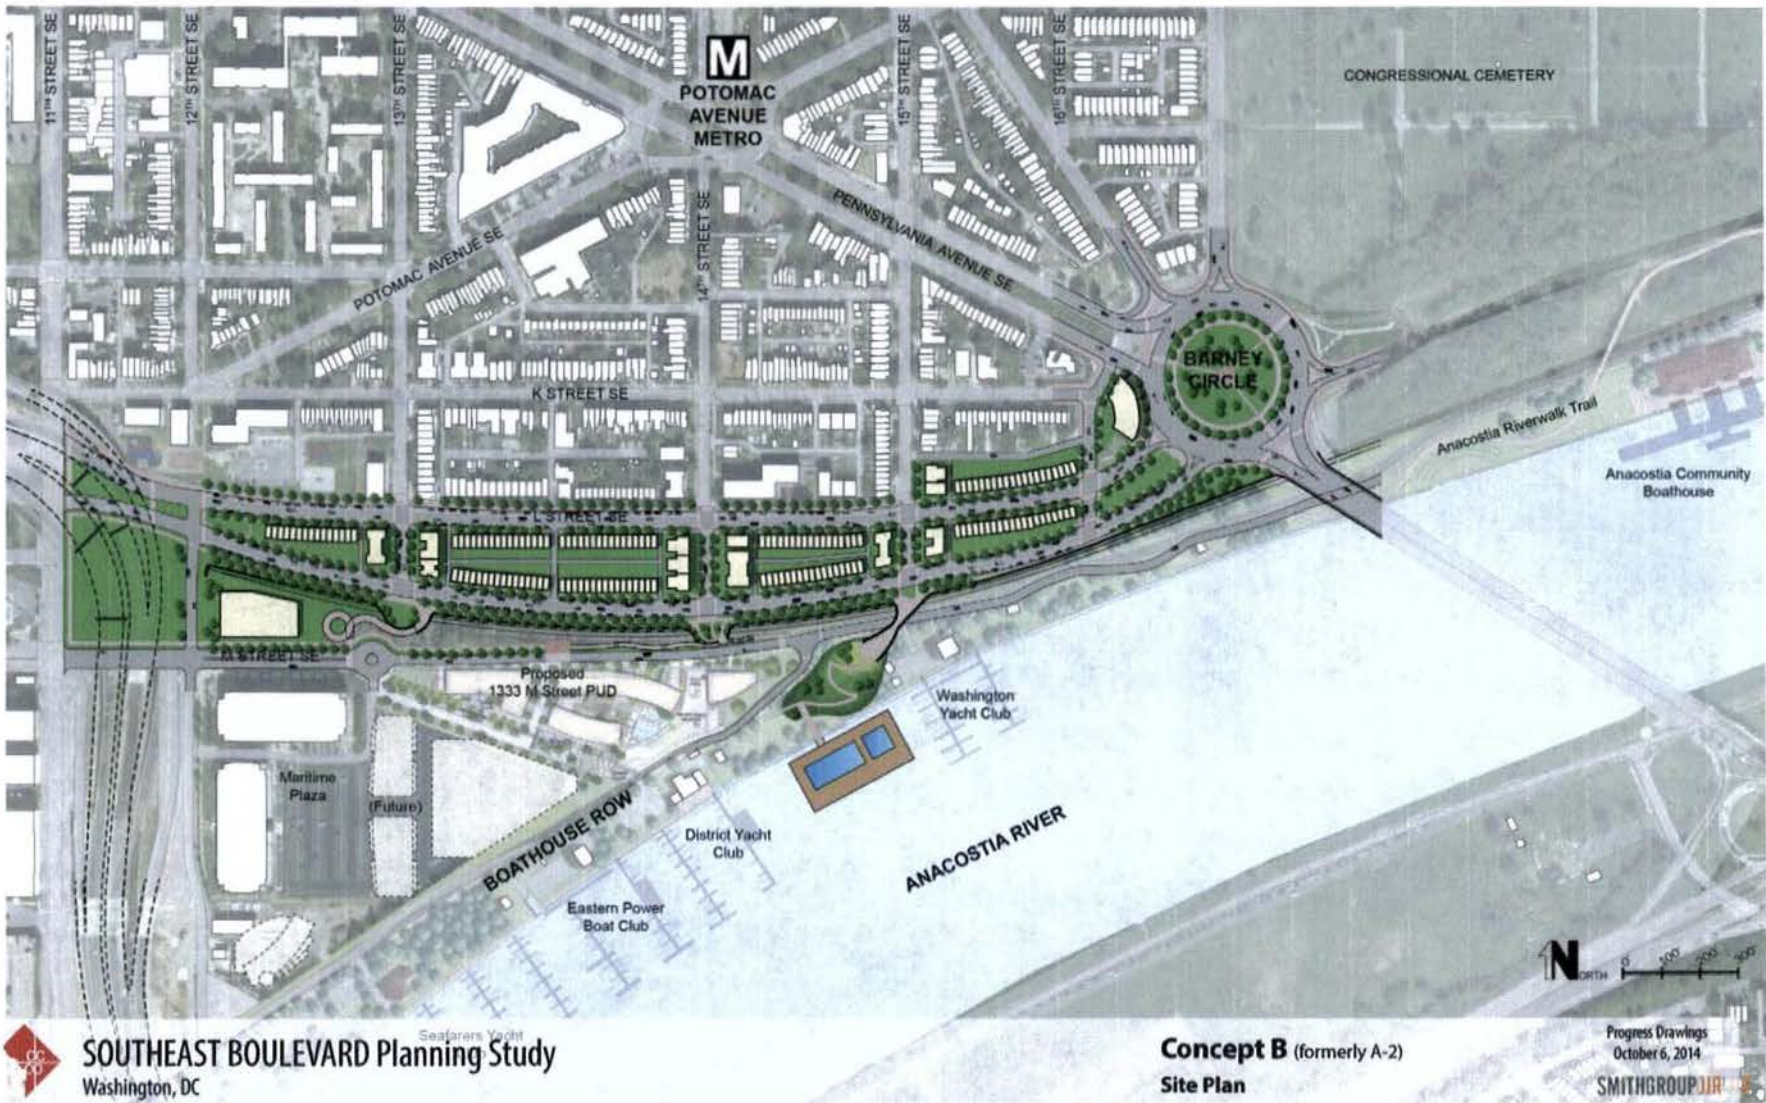 11TH STREET SE
12TH STREET SE
13TH STREET SE
M
POTOMAC
AVENUE
METRO
15TH STREET SE
16TH STREET SE
CONGRESSIONAL CEMETERY
14TH STREET SE
PENNSYLVANIA AVENUE SE
POTOMAC AVENUE SE
BARNEY
CIRCLE
K STREET SE
Anacostia Riverwalk Trail
Anacostia Community
Boathouse
L STREET SE
M STREET SE
Proposed
1333 M Street PUD
Washington
Yacht Club
Maritime
Plaza
(Future)
BOATHOUSE ROW
District Yacht
Club
ANACOSTIA RIVER
Eastern Power
Boat Club
NORTH
0 100' 200' 400'
Seafarers Yacht
SOUTHEAST BOULEVARD Planning Study
Washington, DC
Concept B (formerly A-2)
Site Plan
Progress Drawings
October 6, 2014
SMITHGROUPJJR